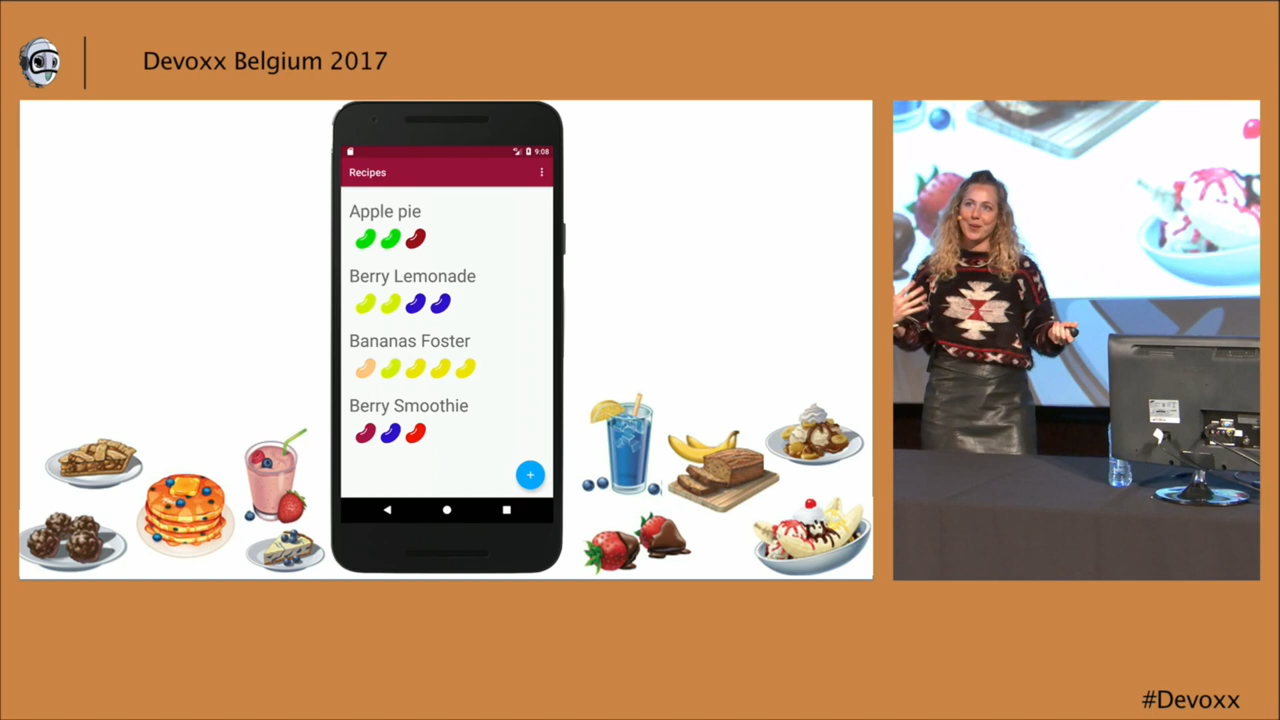 Devoxx Belgium 2017
9:08
Recipes
Apple pie
Berry Lemonade
Bananas Foster
Berry Smoothie
+
#Devoxx